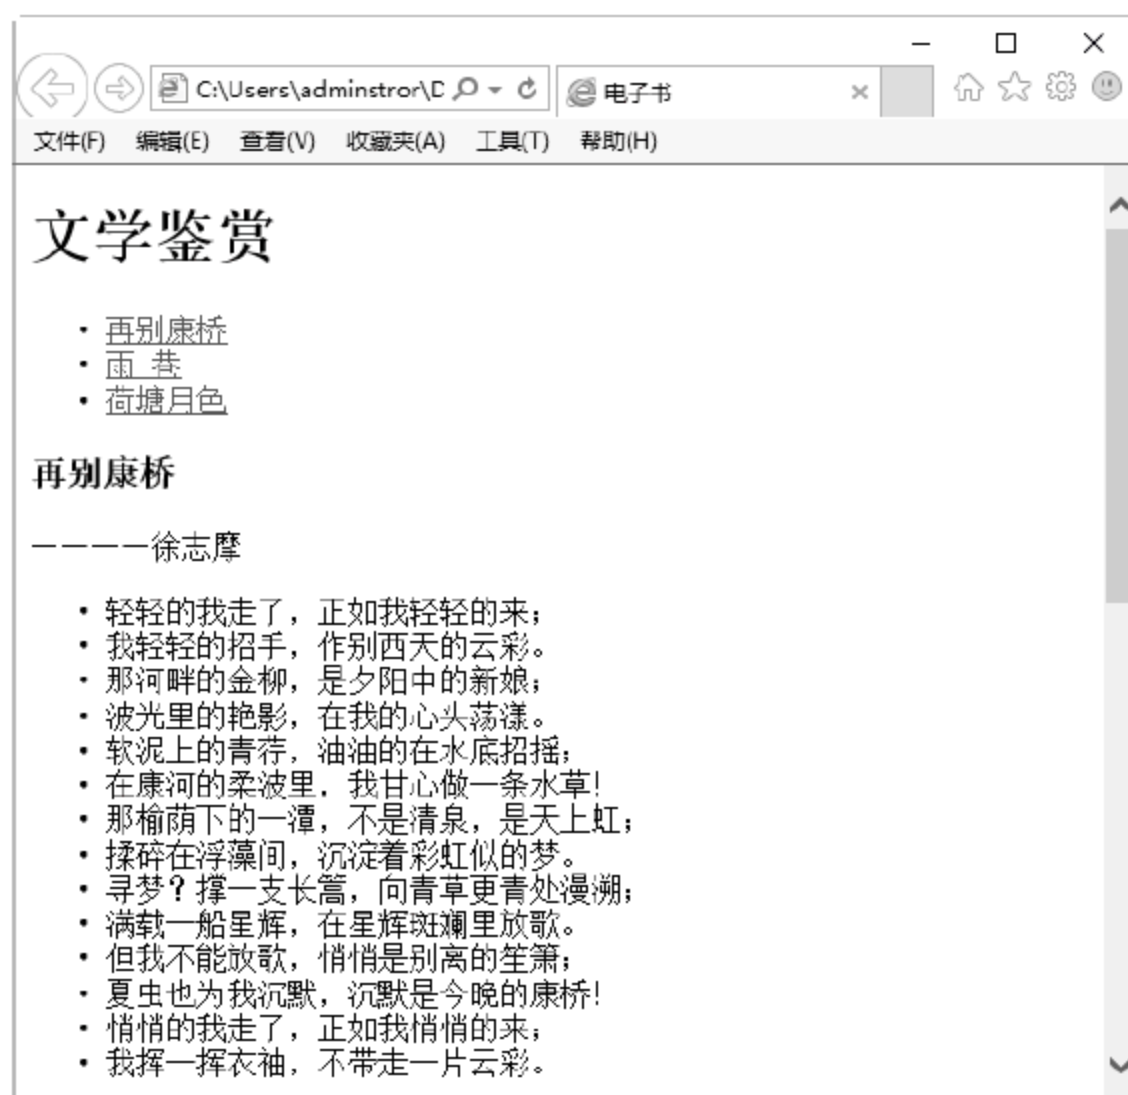 C:\Users\adminstror\D
电子书
文件(F) 编辑(E) 查看(V) 收藏夹(A) 工具(T) 帮助(H)
文学鉴赏
• 再别康桥
• 雨 巷
• 荷塘月色
再别康桥
————徐志摩
• 轻轻的我走了，正如我轻轻的来；
• 我轻轻的招手，作别西天的云彩。
• 那河畔的金柳，是夕阳中的新娘；
• 波光里的艳影，在我的心头荡漾。
• 软泥上的青荇，油油的在水底招摇；
• 在康河的柔波里，我甘心做一条水草！
• 那榆荫下的一潭，不是清泉，是天上虹；
• 揉碎在浮藻间，沉淀着彩虹似的梦。
• 寻梦？撑一支长篙，向青草更青处漫溯；
• 满载一船星辉，在星辉斑斓里放歌。
• 但我不能放歌，悄悄是别离的笙箫；
• 夏虫也为我沉默，沉默是今晚的康桥！
• 悄悄的我走了，正如我悄悄的来；
• 我挥一挥衣袖，不带走一片云彩。